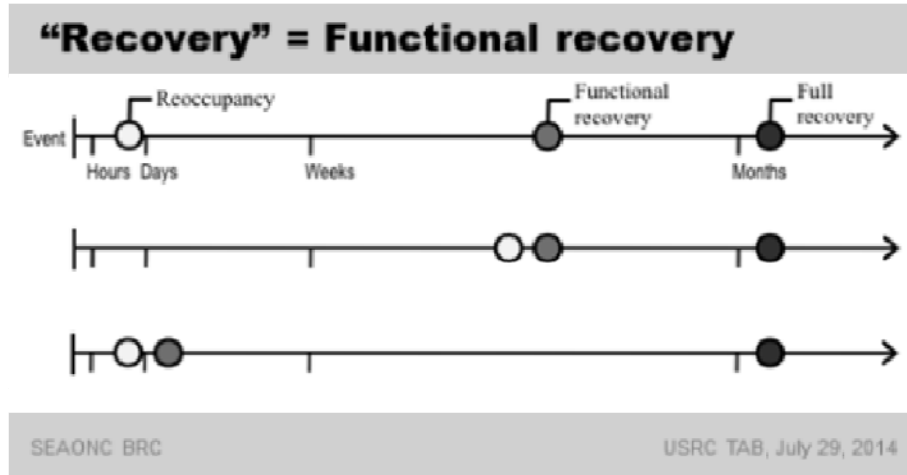 “Recovery” = Functional recovery
Reoccupancy
Functional
recovery
Full
recovery
Event
Hours Days Weeks Months
SEAONC BRC
USRC TAB, July 29, 2014